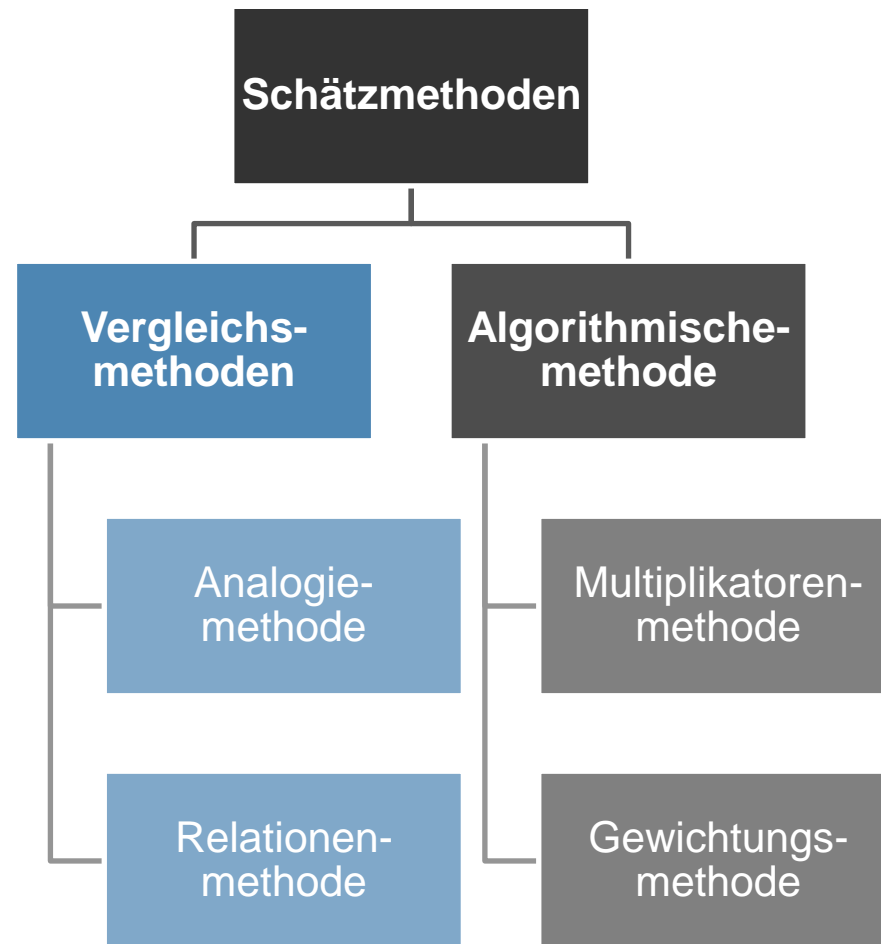 Schätzmethoden
Vergleichs-
methoden
Algorithmische-
methode
Analogie-
methode
Multiplikatoren-
methode
Relationen-
methode
Gewichtungs-
methode